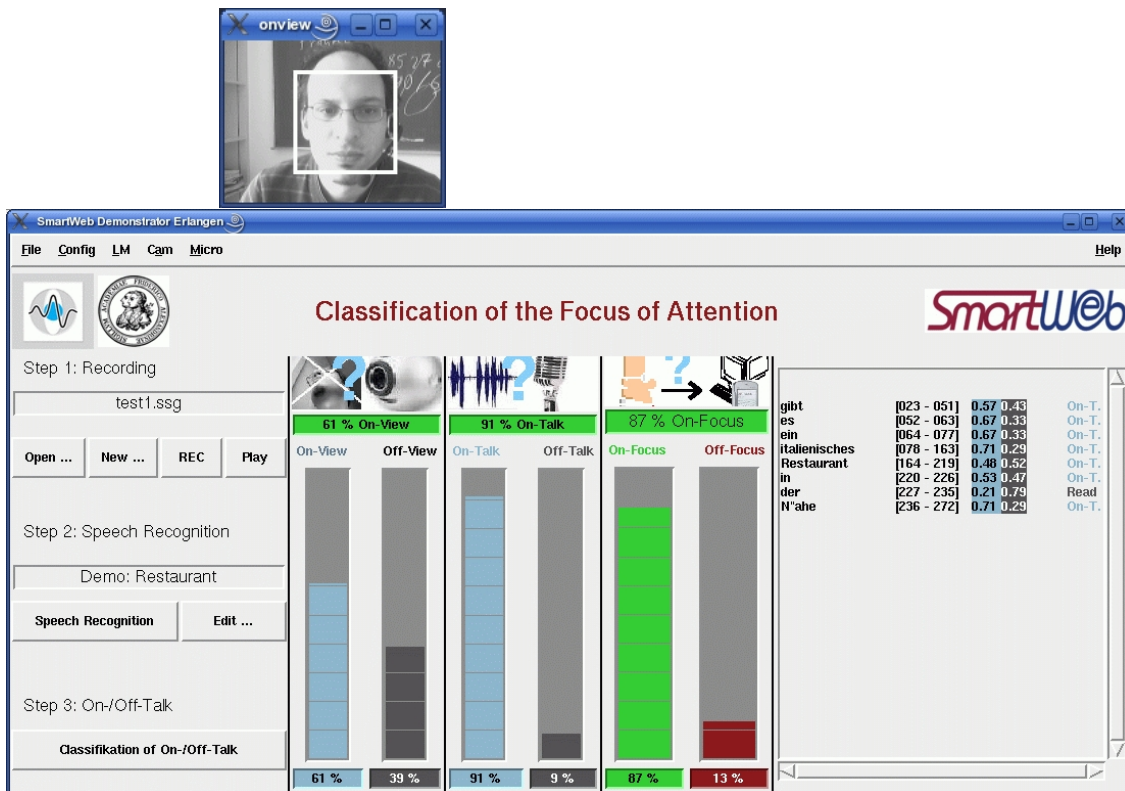 onview
85 27
SmartWeb Demonstrator Erlangen
File Config LM Cam Micro Help
Classification of the Focus of Attention
SmartWeb
Step 1: Recording
test1.ssg
Open ... New ... REC Play
Step 2: Speech Recognition
Demo: Restaurant
Speech Recognition Edit ...
Step 3: On-/Off-Talk
Classifikation of On-/Off-Talk
? ? ?
61 % On-View 91 % On-Talk 87 % On-Focus
On-View Off-View On-Talk Off-Talk On-Focus Off-Focus
61 % 39 % 91 % 9 % 87 % 13 %
gibt [023 - 051] 0.57 0.43 On-T.
es [052 - 063] 0.67 0.33 On-T.
ein [064 - 077] 0.67 0.33 On-T.
italienisches [078 - 163] 0.71 0.29 On-T.
Restaurant [164 - 219] 0.48 0.52 On-T.
in [220 - 226] 0.53 0.47 On-T.
der [227 - 235] 0.21 0.79 Read
N"ahe [236 - 272] 0.71 0.29 On-T.